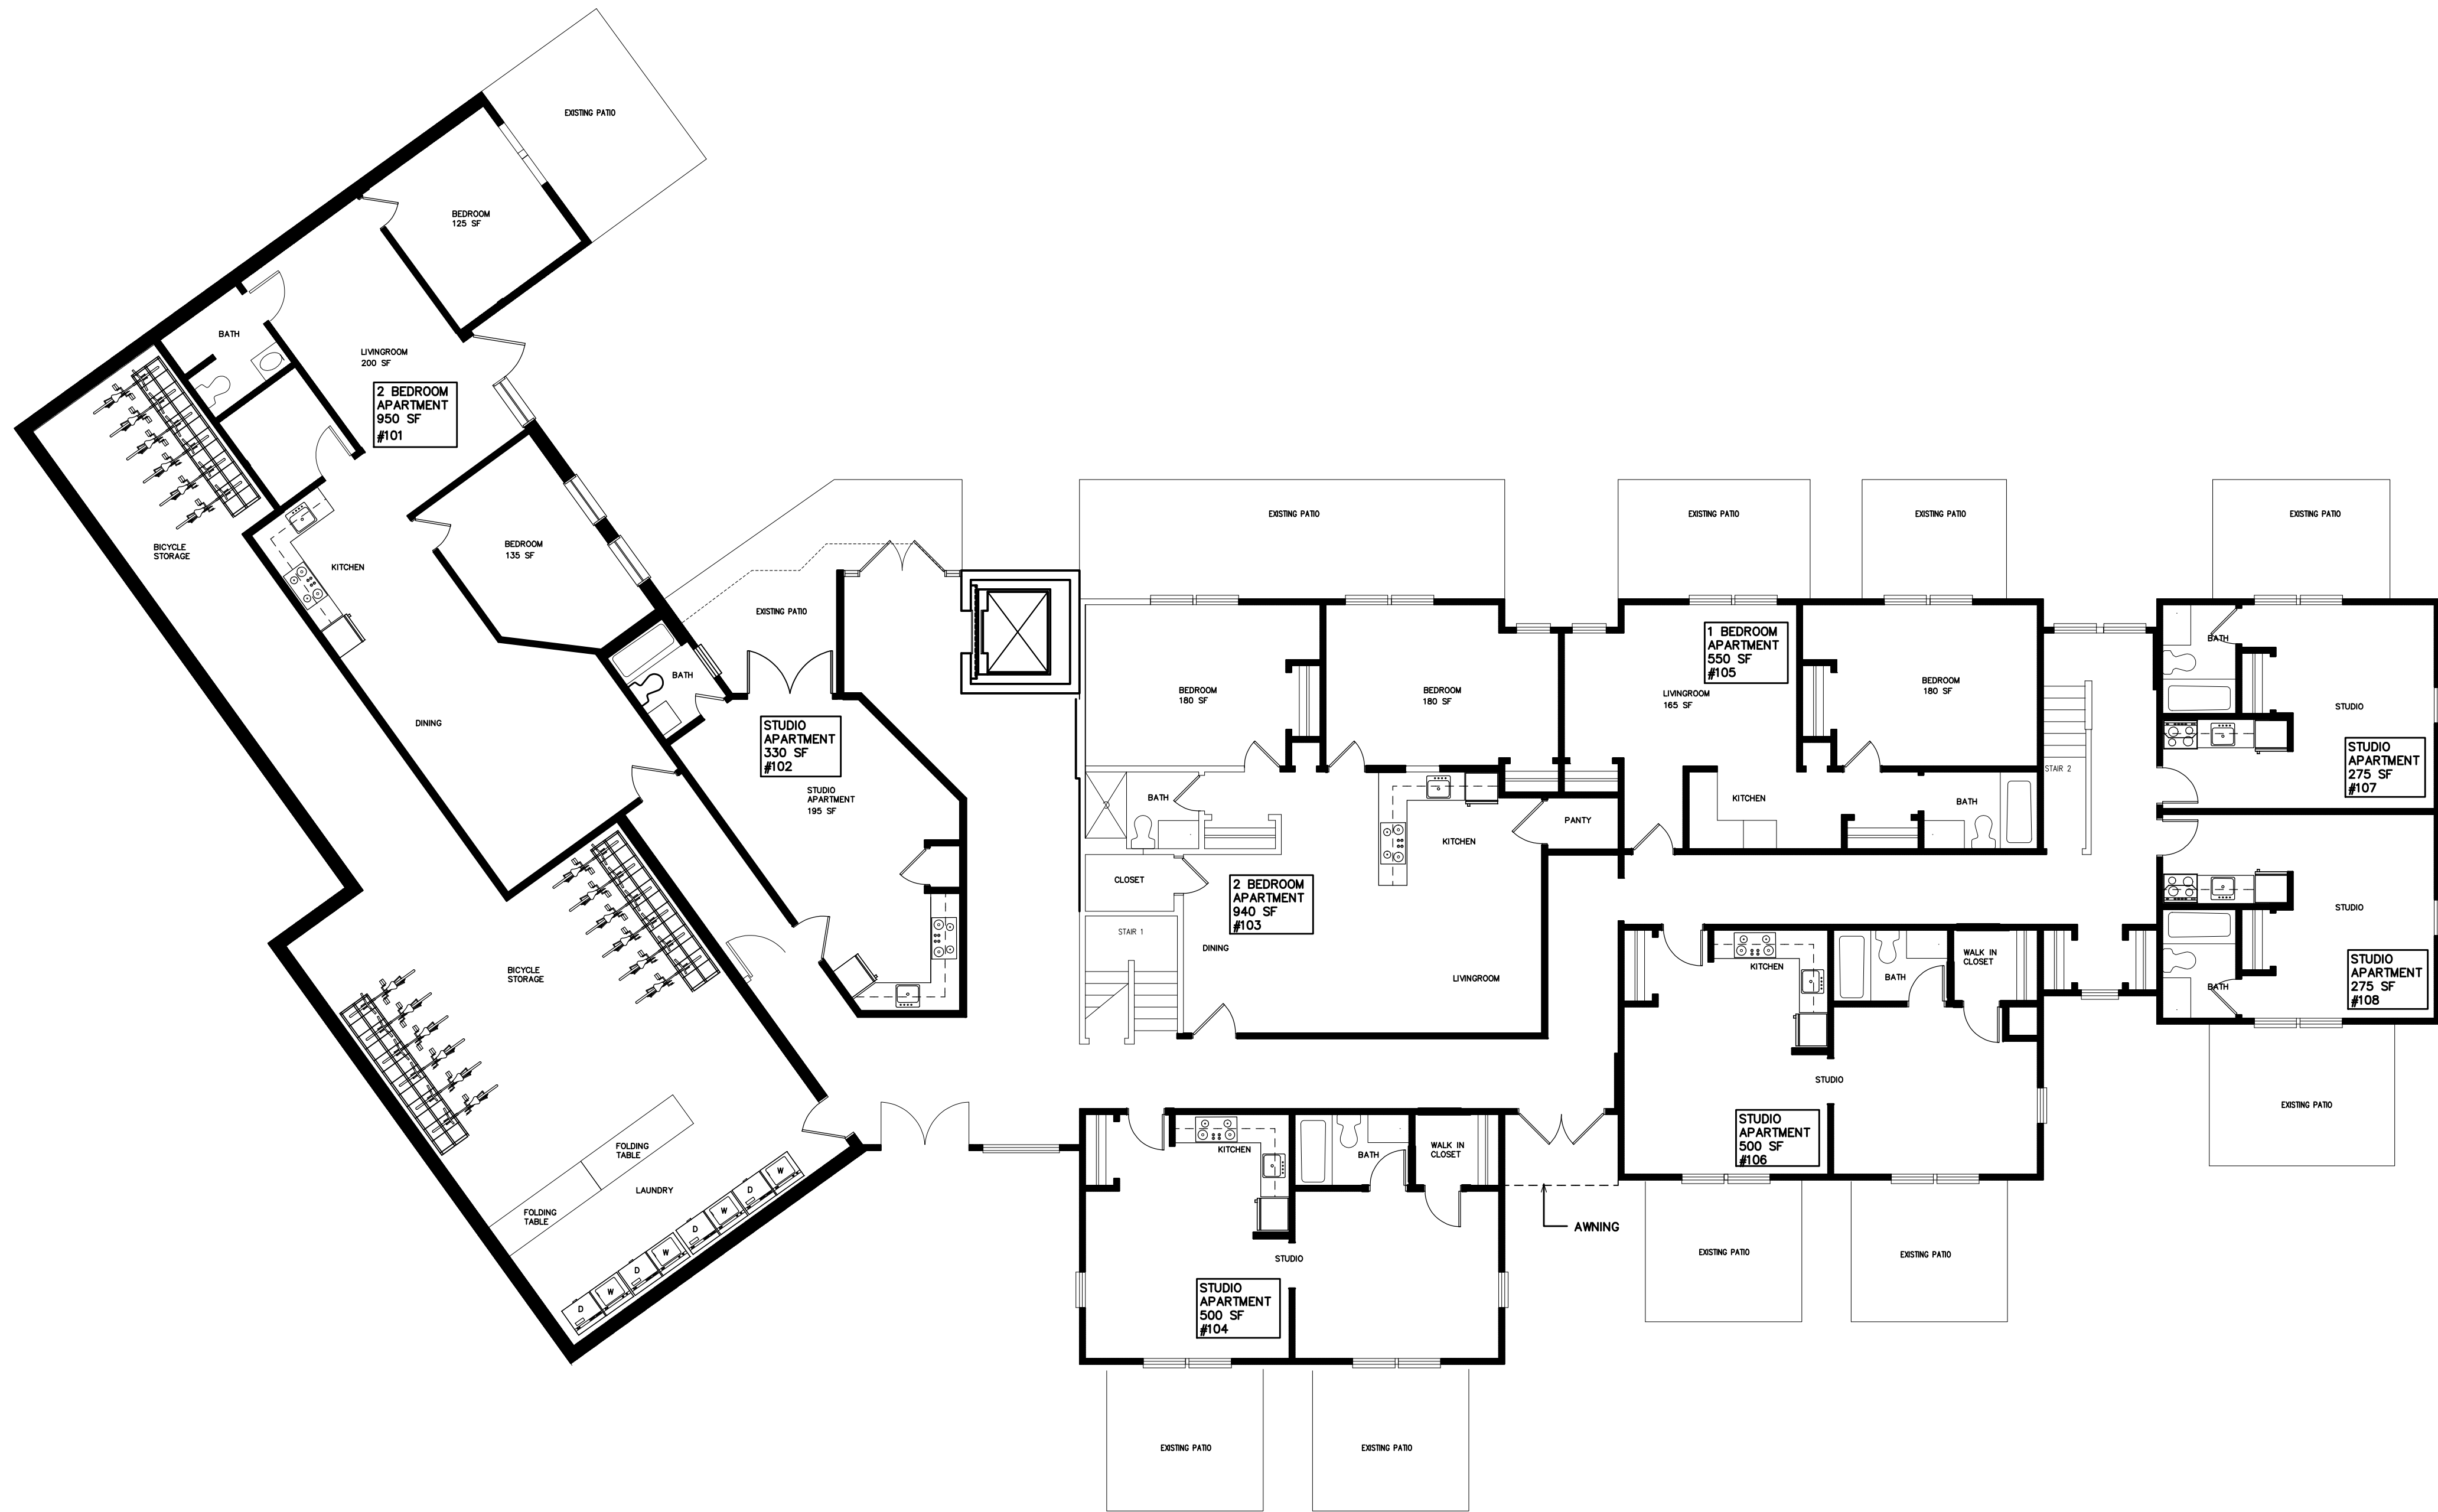 EXISTING PATIO
BEDROOM
125 SF
BATH
LIVINGROOM
200 SF
2 BEDROOM
APARTMENT
950 SF
#101
BICYCLE
STORAGE
KITCHEN
BEDROOM
135 SF
DINING
EXISTING PATIO
BATH
STUDIO
APARTMENT
330 SF
#102
STUDIO
APARTMENT
195 SF
BICYCLE
STORAGE
FOLDING
TABLE
FOLDING
TABLE
LAUNDRY
D
W
D
W
D
W
D
W
EXISTING PATIO
BEDROOM
180 SF
BEDROOM
180 SF
BATH
CLOSET
STAIR 1
2 BEDROOM
APARTMENT
940 SF
#103
DINING
KITCHEN
PANTY
LIVINGROOM
EXISTING PATIO
EXISTING PATIO
1 BEDROOM
APARTMENT
550 SF
#105
LIVINGROOM
165 SF
BEDROOM
180 SF
KITCHEN
BATH
STAIR 2
EXISTING PATIO
BATH
STUDIO
STUDIO
APARTMENT
275 SF
#107
STUDIO
STUDIO
APARTMENT
275 SF
#108
BATH
EXISTING PATIO
KITCHEN
BATH
WALK IN
CLOSET
STUDIO
STUDIO
APARTMENT
500 SF
#106
EXISTING PATIO
EXISTING PATIO
KITCHEN
BATH
WALK IN
CLOSET
AWNING
STUDIO
STUDIO
APARTMENT
500 SF
#104
EXISTING PATIO
EXISTING PATIO